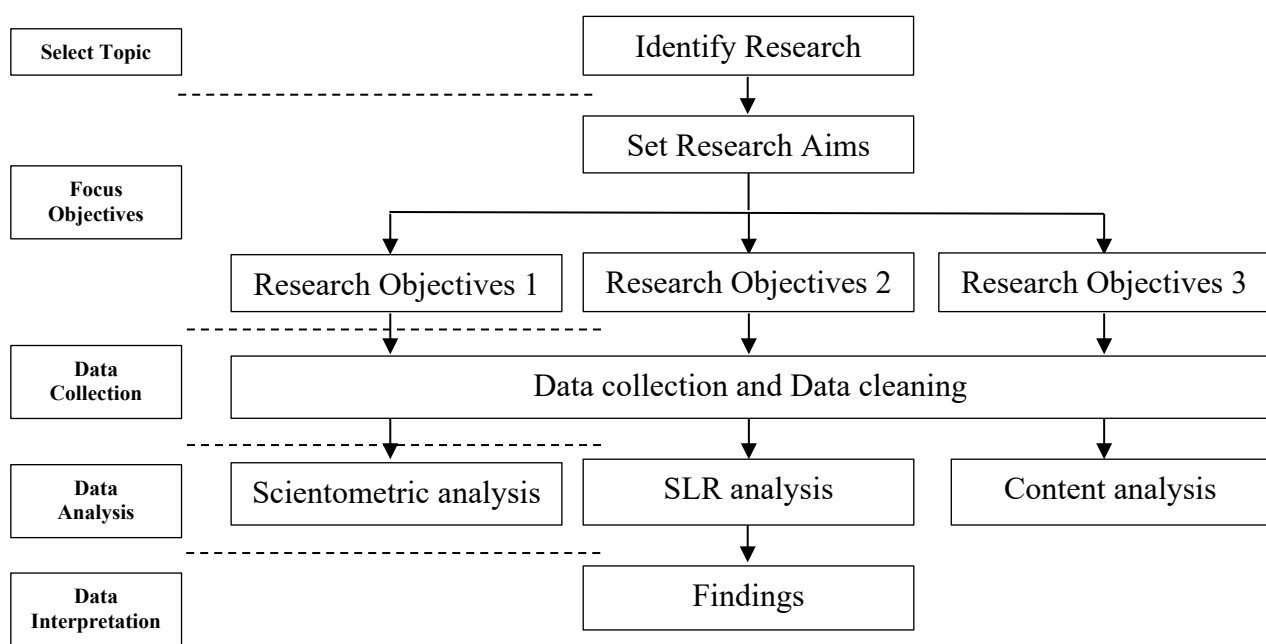 Select Topic
Identify Research
Set Research Aims
Focus
Objectives
Research Objectives 1
Research Objectives 2
Research Objectives 3
Data
Collection
Data collection and Data cleaning
Data
Analysis
Scientometric analysis
SLR analysis
Content analysis
Data
Interpretation
Findings